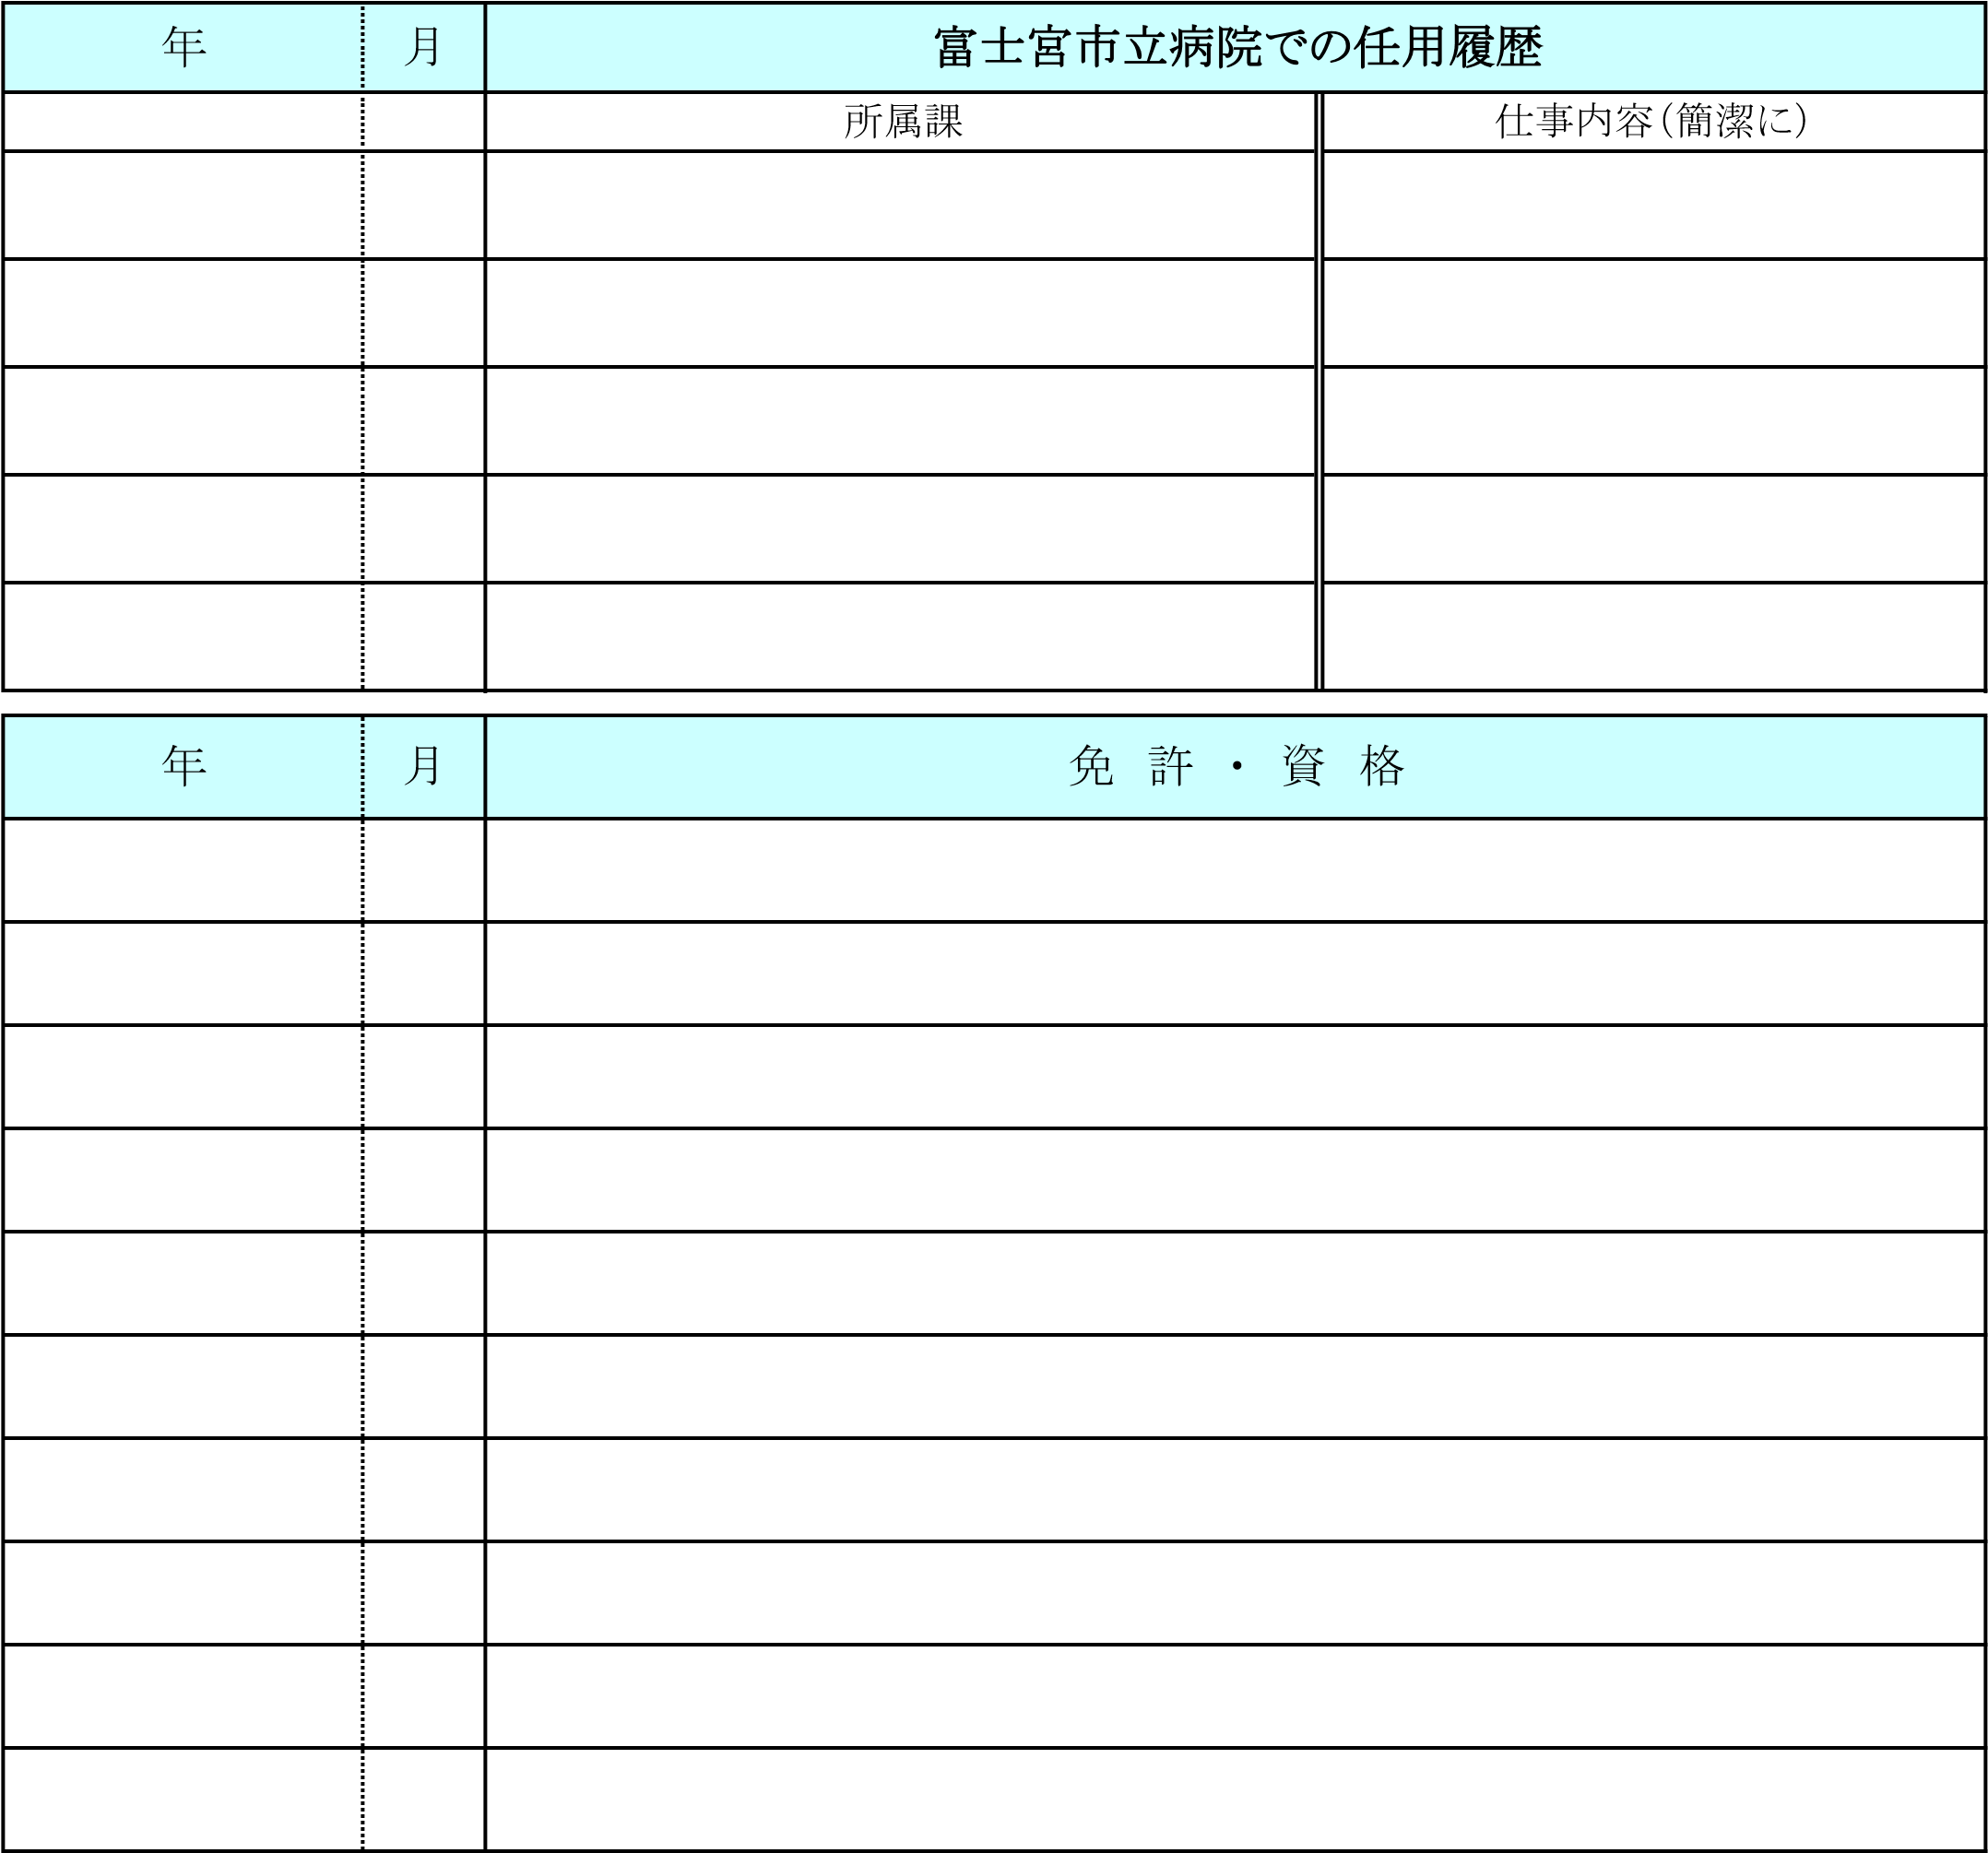 年 月 富士宮市立病院での任用履歴
所属課 仕事内容(簡潔に)
年 月 免 許 ・ 資 格